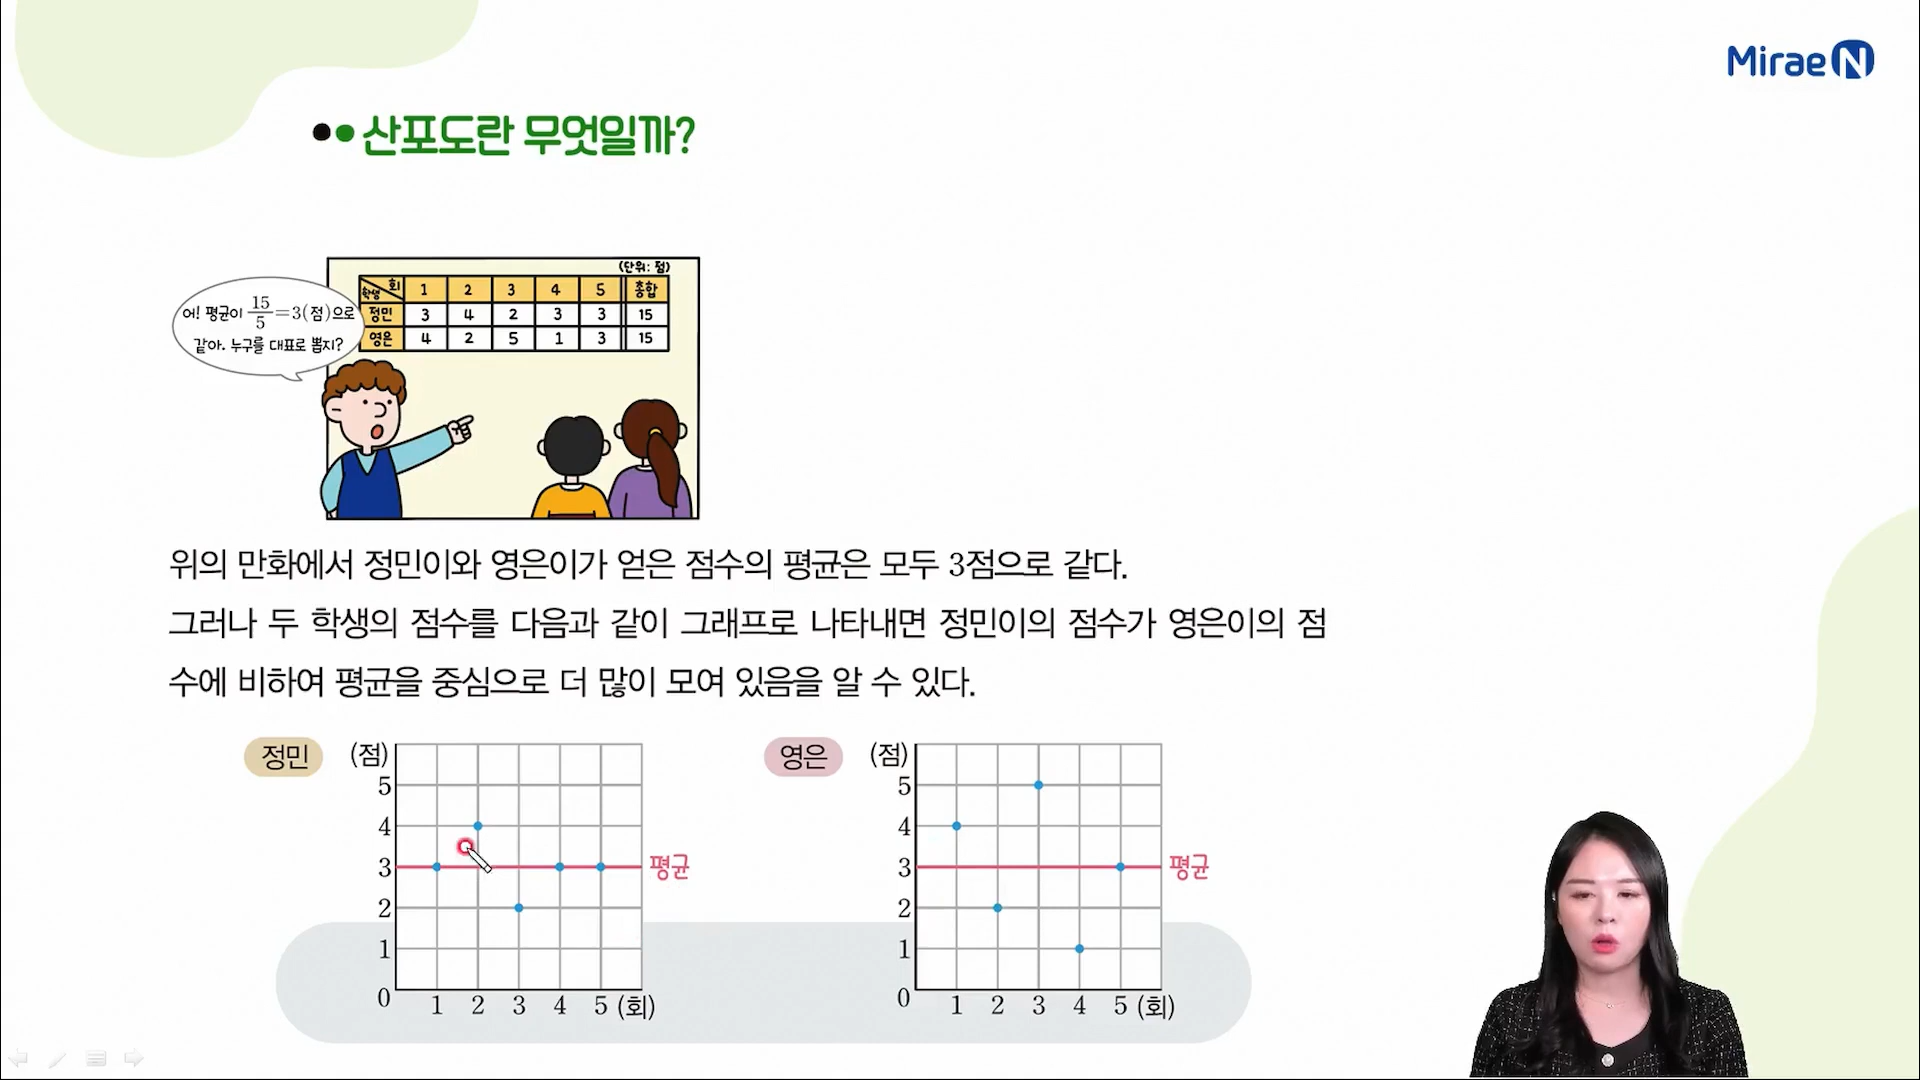 Mirae N
산포도란 무엇일까?
(단위: 점)
학생 회 1 2 3 4 5 총합
정민 3 4 2 3 3 15
영은 4 2 5 1 3 15
어! 평균이 15/5=3(점)으로
같아. 누구를 대표로 뽑지?
위의 만화에서 정민이와 영은이가 얻은 점수의 평균은 모두 3점으로 같다.
그러나 두 학생의 점수를 다음과 같이 그래프로 나타내면 정민이의 점수가 영은이의 점
수에 비하여 평균을 중심으로 더 많이 모여 있음을 알 수 있다.
정민
(점)
5
4
3
2
1
0
1 2 3 4 5 (회)
평균
영은
(점)
5
4
3
2
1
0
1 2 3 4 5 (회)
평균